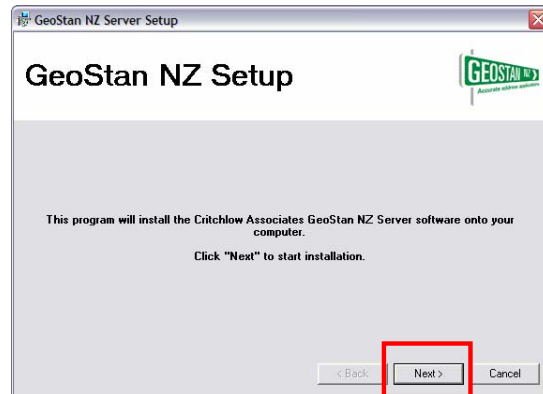 GeoStan NZ Server Setup
GeoStan NZ Setup
GEOSTAN NZ
Accurate address application
This program will install the Critchlow Associates GeoStan NZ Server software onto your
computer.
Click "Next" to start installation.
< Back
Next >
Cancel